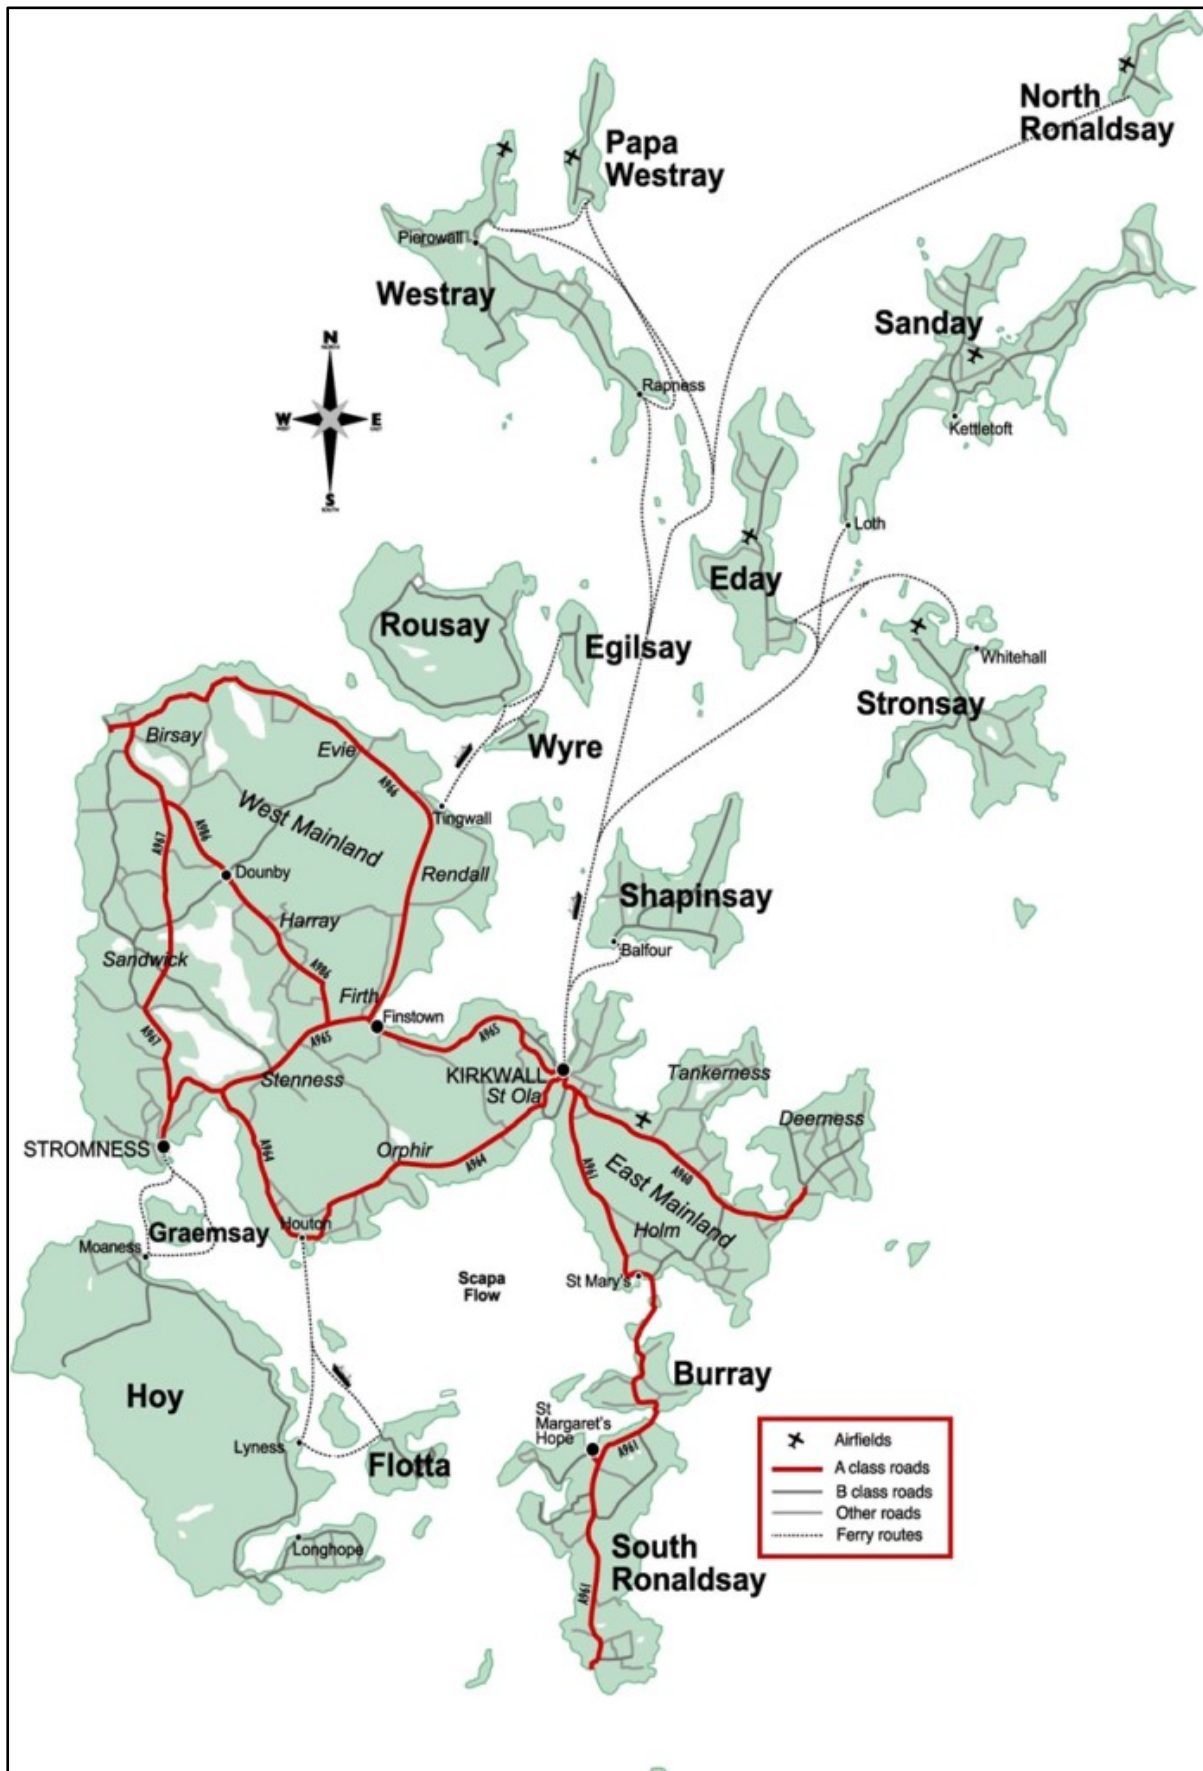 North
Ronaldsay
Papa
Westray
Pierowall
Westray
Sanday
N
NORTH
W
WEST
E
EAST
S
SOUTH
Rapness
Kettletoft
Loth
Eday
Rousay
Egilsay
Whitehall
Stronsay
Wyre
Birsay
Evie
A966
West Mainland
Tingwall
A967
A986
Dounby
Rendall
Shapinsay
Harray
Balfour
Sandwick
A986
Firth
Finstown
A967
A965
A965
Stenness
KIRKWALL
St Ola
Tankerness
Deerness
STROMNESS
Orphir
A964
A964
A961
A960
East Mainland
Graemsay
Houton
Holm
Moaness
Scapa
Flow
St Mary's
Hoy
Burray
St
Margaret's
Hope
A961
Lyness
Flotta
Longhope
South
Ronaldsay
A961
Airfields
A class roads
B class roads
Other roads
Ferry routes